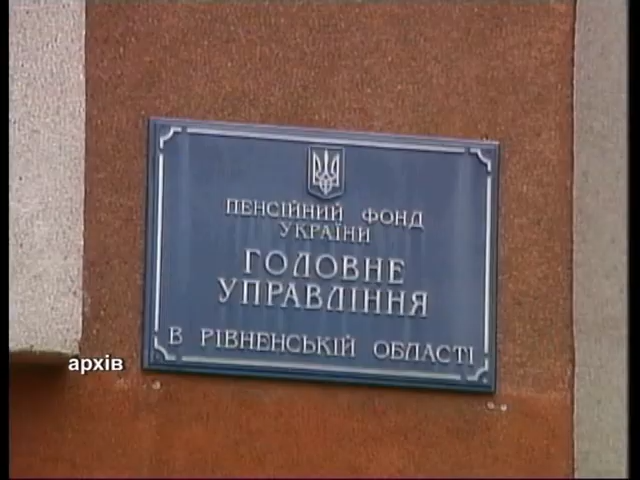 ПЕНСІЙНИЙ ФОНД
УКРАЇНИ
ГОЛОВНЕ
УПРАВЛІННЯ
В РІВНЕНСЬКІЙ ОБЛАСТІ
архів